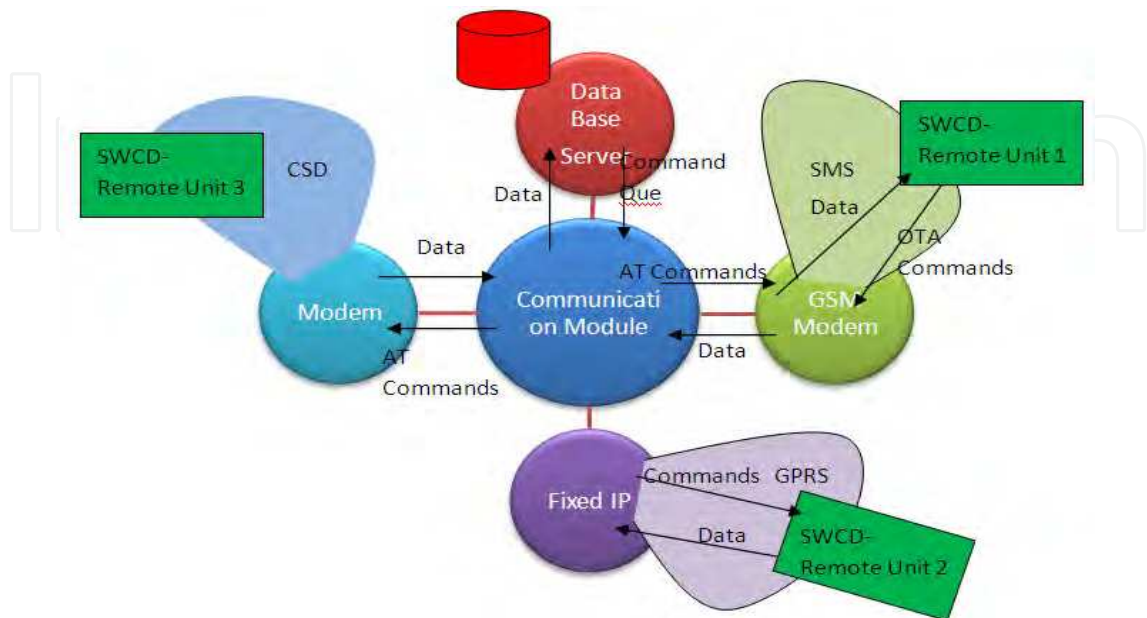 Data
Base
Server
Command
Que
Data
SWCD-
Remote Unit 3
CSD
SMS
Data
SWCD-
Remote Unit 1
OTA
Commands
Data
AT Commands
Modem
Communicati
on Module
GSM
Modem
AT
Commands
Data
Fixed IP
Commands
GPRS
Data
SWCD-
Remote Unit 2